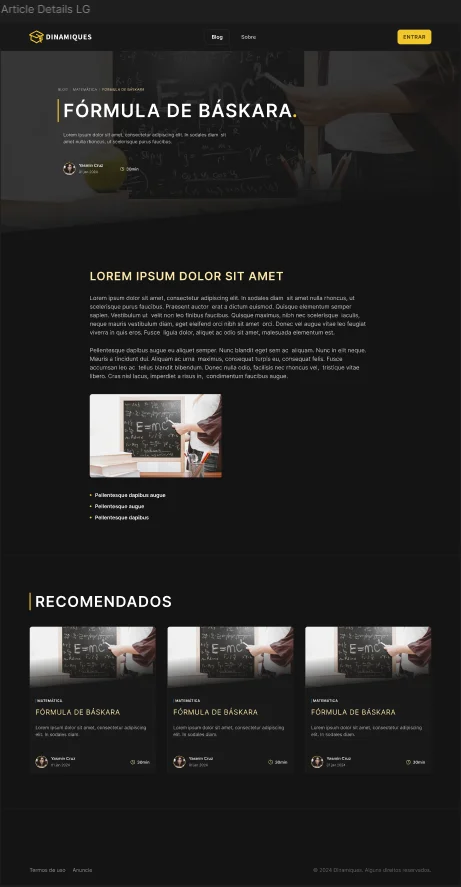 Article Details LG
DINAMIQUES
Blog
Sobre
ENTRAR
BLOG MATEMÁTICA FÓRMULA DE BÁSKARA
FÓRMULA DE BÁSKARA.
Lorem ipsum dolor sit amet, consectetur adipiscing elit. In sodales diam sit
amet nulla rhoncus, ut scelerisque purus faucibus.
Yasmin Cruz
01 jan 2024
30min
E=mc²
LOREM IPSUM DOLOR SIT AMET
Lorem ipsum dolor sit amet, consectetur adipiscing elit. In sodales diam sit amet nulla rhoncus, ut
scelerisque purus faucibus. Praesent auctor erat a dictum euismod. Quisque elementum semper
sapien. Vestibulum ut velit non leo finibus faucibus. Quisque maximus, nibh nec scelerisque iaculis,
neque mauris vestibulum diam, eget eleifend orci nibh sit amet orci. Donec vel augue vitae leo feugiat
viverra in quis eros. Fusce ligula dolor, aliquet ac odio sit amet, malesuada elementum est.
Pellentesque dapibus augue eu aliquet semper. Nunc blandit eget sem ac aliquam. Nunc in elit neque.
Mauris a tincidunt dui. Aliquam ac urna maximus, consequat turpis eu, consequat felis. Fusce
accumsan leo ac tellus blandit bibendum. Donec nulla odio, facilisis nec rhoncus vel, tristique vitae
libero. Cras nisl lacus, imperdiet a risus in, condimentum faucibus augue.
E=mc²
• Pellentesque dapibus augue
• Pellentesque augue
• Pellentesque dapibus
RECOMENDADOS
E=mc²
E=mc²
E=mc²
MATEMÁTICA
FÓRMULA DE BÁSKARA
Lorem ipsum dolor sit amet, consectetur adipiscing
elit. In sodales diam
Yasmin Cruz
01 jan 2024
30min
MATEMÁTICA
FÓRMULA DE BÁSKARA
Lorem ipsum dolor sit amet, consectetur adipiscing
elit. In sodales diam
Yasmin Cruz
01 jan 2024
30min
MATEMÁTICA
FÓRMULA DE BÁSKARA
Lorem ipsum dolor sit amet, consectetur adipiscing
elit. In sodales diam
Yasmin Cruz
01 jan 2024
30min
Termos de uso
Anuncie
© 2024 Dinamiques. Alguns direitos reservados.